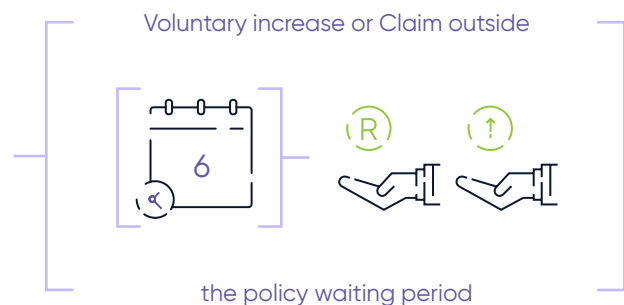 Voluntary increase or Claim outside
6
R
the policy waiting period